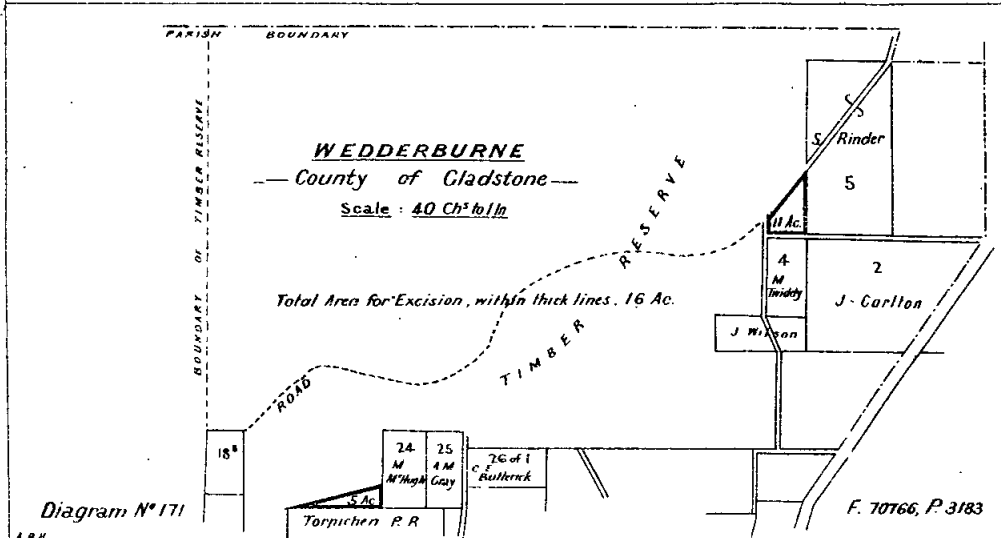 PARISH BOUNDARY
BOUNDARY OF TIMBER RESERVE
WEDDERBURNE
County of Gladstone
Scale : 40 Chs to 1 In
Total Area for Excision, within thick lines, 16 Ac.
TIMBER RESERVE
ROAD
S. Rinder
5
11 Ac.
4
M
Twiddy
2
J. Carlton
J Wilson
18B
24
M
McHugh
25
A M
Gray
26 of 1
C E
Butterick
5 Ac
Torpichen P. R
Diagram No 171
F. 70766, P. 3183